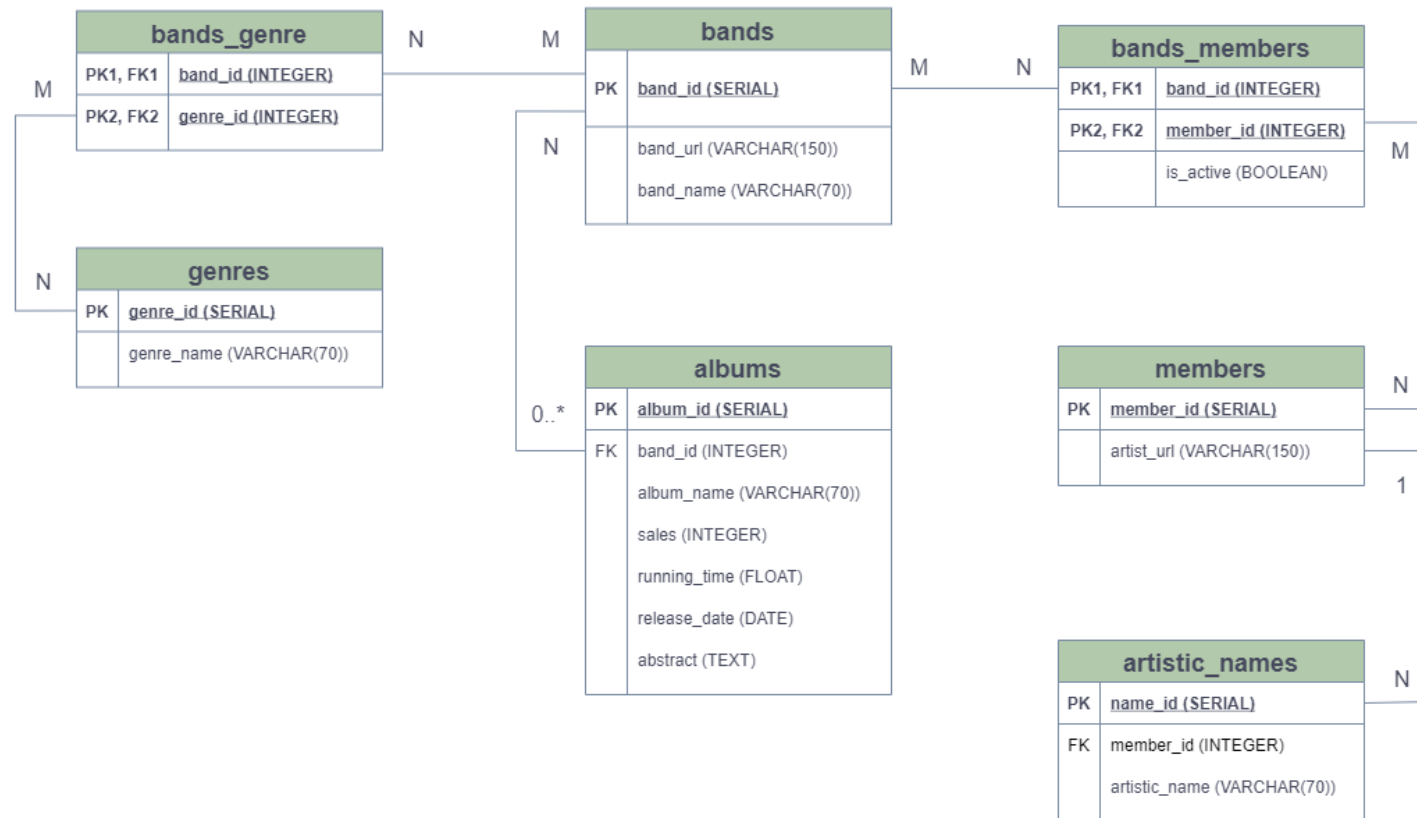 bands_genre
PK1, FK1 band_id (INTEGER)
PK2, FK2 genre_id (INTEGER)
M
N
M
bands
PK band_id (SERIAL)
band_url (VARCHAR(150))
band_name (VARCHAR(70))
N
M
N
bands_members
PK1, FK1 band_id (INTEGER)
PK2, FK2 member_id (INTEGER)
is_active (BOOLEAN)
M
N
genres
PK genre_id (SERIAL)
genre_name (VARCHAR(70))
0..*
albums
PK album_id (SERIAL)
FK band_id (INTEGER)
album_name (VARCHAR(70))
sales (INTEGER)
running_time (FLOAT)
release_date (DATE)
abstract (TEXT)
members
PK member_id (SERIAL)
artist_url (VARCHAR(150))
N
1
artistic_names
PK name_id (SERIAL)
FK member_id (INTEGER)
artistic_name (VARCHAR(70))
N